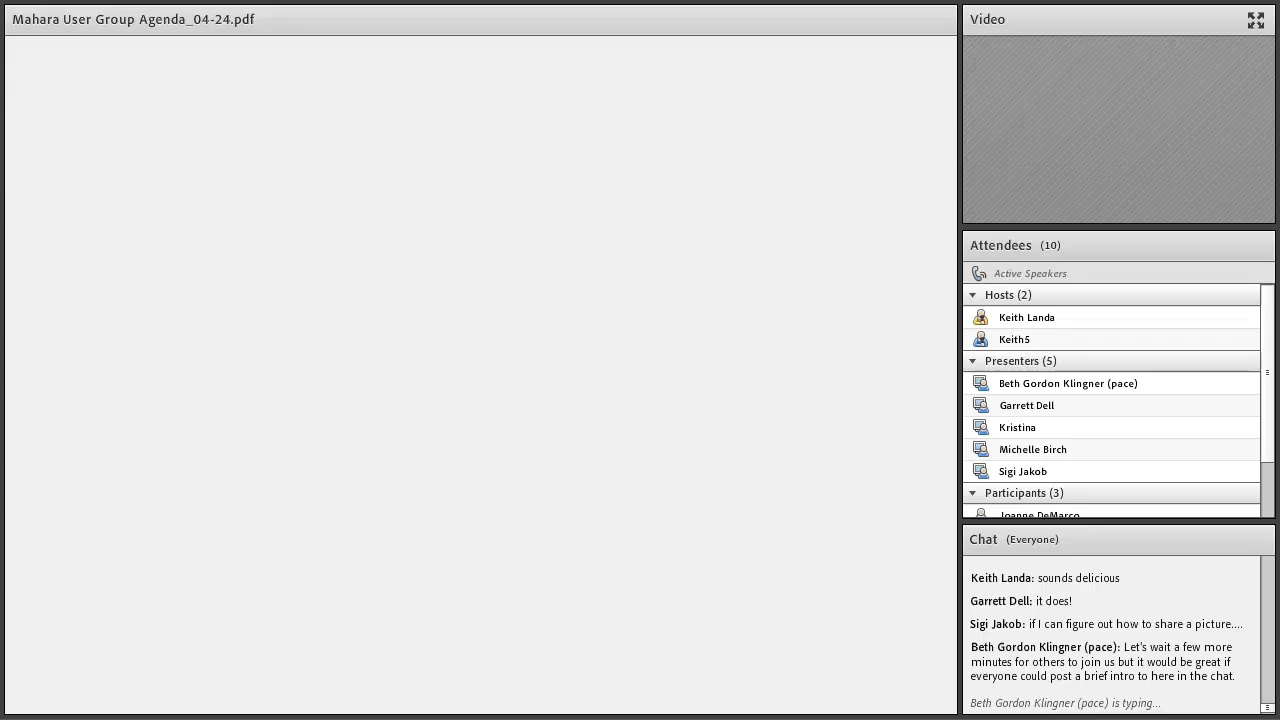 Mahara User Group Agenda_04-24.pdf
Video
Attendees (10)
Active Speakers
Hosts (2)
Keith Landa
Keith5
Presenters (5)
Beth Gordon Klingner (pace)
Garrett Dell
Kristina
Michelle Birch
Sigi Jakob
Participants (3)
Joanne DeMarco
Chat (Everyone)
Keith Landa: sounds delicious
Garrett Dell: it does!
Sigi Jakob: if I can figure out how to share a picture....
Beth Gordon Klingner (pace): Let's wait a few more
minutes for others to join us but it would be great if
everyone could post a brief intro to here in the chat.
Beth Gordon Klingner (pace) is typing...